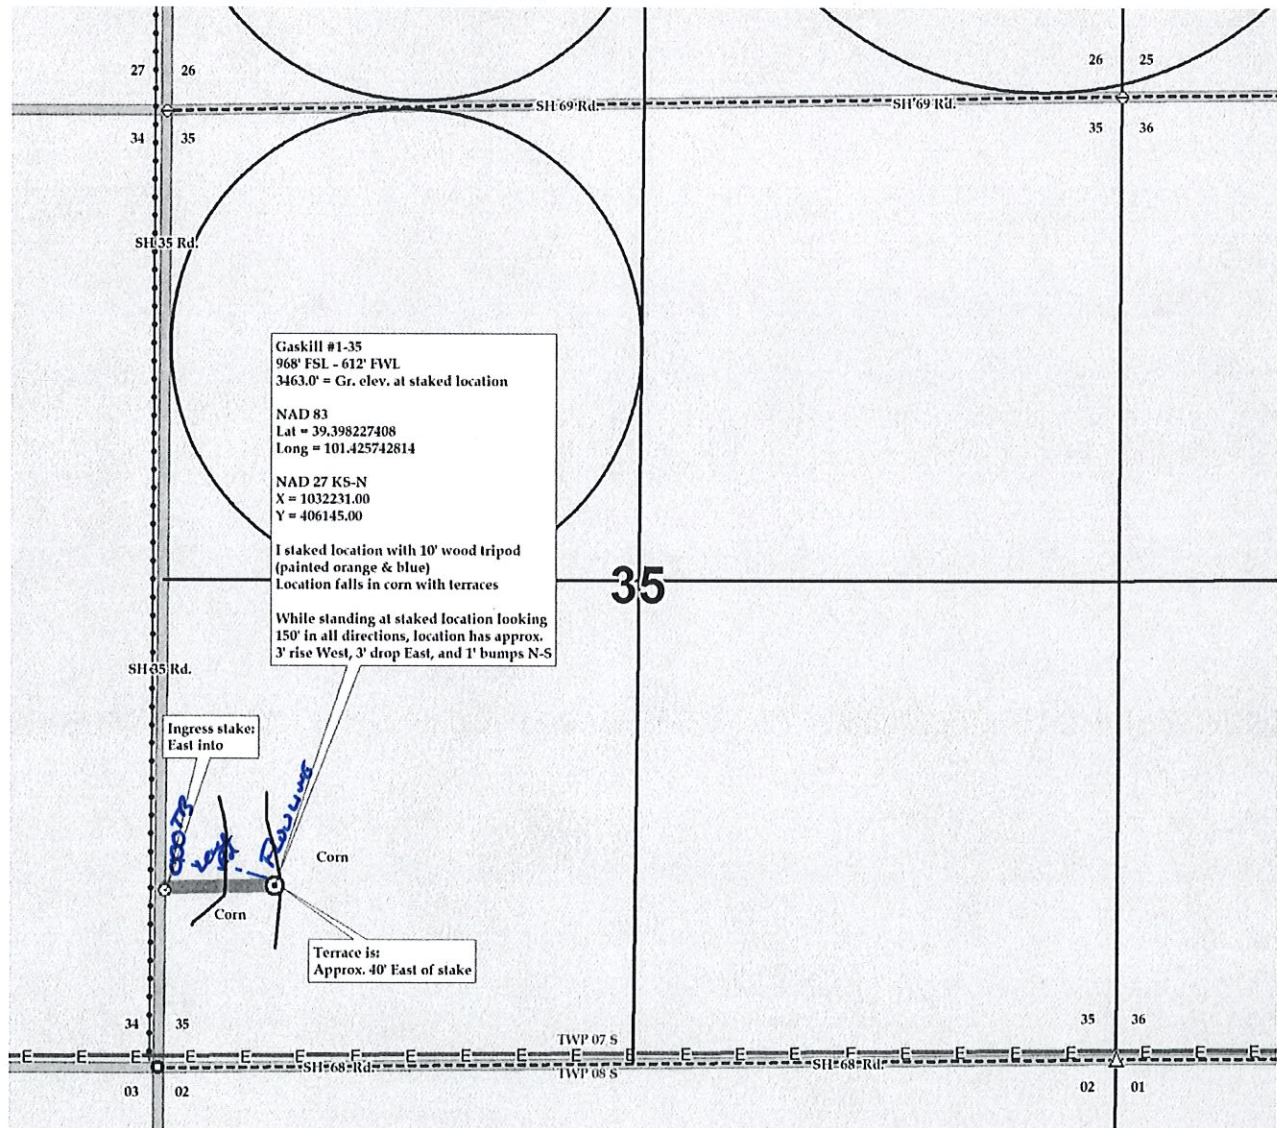 27 26
26 25
SH 69 Rd.
SH 69 Rd.
34 35
35 36
SH 35 Rd.
Gaskill #1-35
968' FSL - 612' FWL
3463.0' = Gr. elev. at staked location
NAD 83
Lat = 39.398227408
Long = 101.425742814
NAD 27 KS-N
X = 1032231.00
Y = 406145.00
I staked location with 10' wood tripod
(painted orange & blue)
Location falls in corn with terraces
While standing at staked location looking
150' in all directions, location has approx.
3' rise West, 3' drop East, and 1' bumps N-S
35
SH 35 Rd.
Ingress stake:
East into
Corn
Corn
Terrace is:
Approx. 40' East of stake
34 35
35 36
TWP 07 S
E E E E E E E E E E E E E E E E E E E E E E E
SH 68 Rd.
TWP 08 S
SH 68 Rd.
03 02
02 01